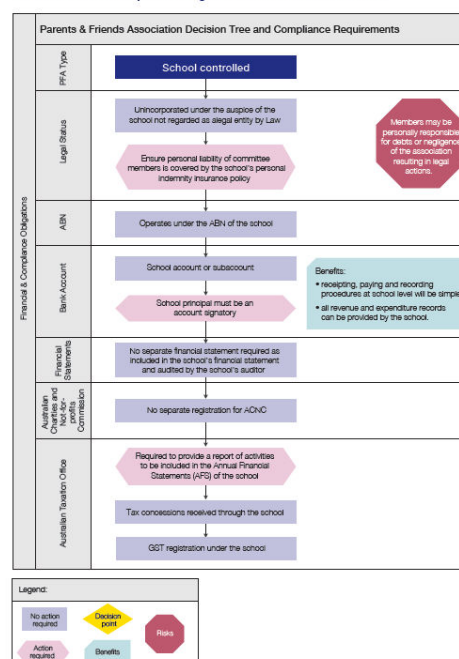 Parents & Friends Association Decision Tree and Compliance Requirements
Financial & Compliance Obligations
PFA Type
School controlled
Legal Status
Unincorporated under the auspice of the
school not regarded as alegal entity by Law
Ensure personal liability of committee
members is covered by the school's personal
indemnity insurance policy
Members may be
personally responsible
for debts or negligence
of the association
resulting in legal
actions.
ABN
Operates under the ABN of the school
Bank Account
School account or subaccount
School principal must be an
account signatory
Benefits:
• receipting, paying and recording
procedures at school level will be simple
• all revenue and expenditure records
can be provided by the school.
Financial
Statements
No separate financial statement required as
included in the school's financial statement
and audited by the school's auditor
Australian
Charities and
Not-for-
profits
Commission
No separate registration for ACNC
Australian Taxation Office
Required to provide a report of activities
to be included in the Annual Financial
Statements (AFS) of the school
Tax concessions received through the school
GST registration under the school
Legend:
No action
required
Decision
point
Risks
Action
required
Benefits